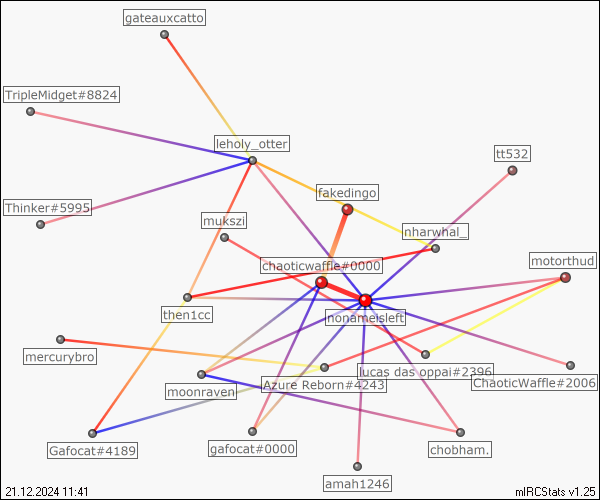 gateauxcatto
TripleMidget#8824
leholy_otter
tt532
fakedingo
Thinker#5995
mukszi
nharwhal_
chaoticwaffle#0000
motorthud
nonameisleft
then1cc
mercurybro
lucas das oppai#2396
Azure Reborn#4243
ChaoticWaffle#2006
moonraven
Gafocat#4189
gafocat#0000
chobham.
amah1246
21.12.2024 11:41
mIRCStats v1.25